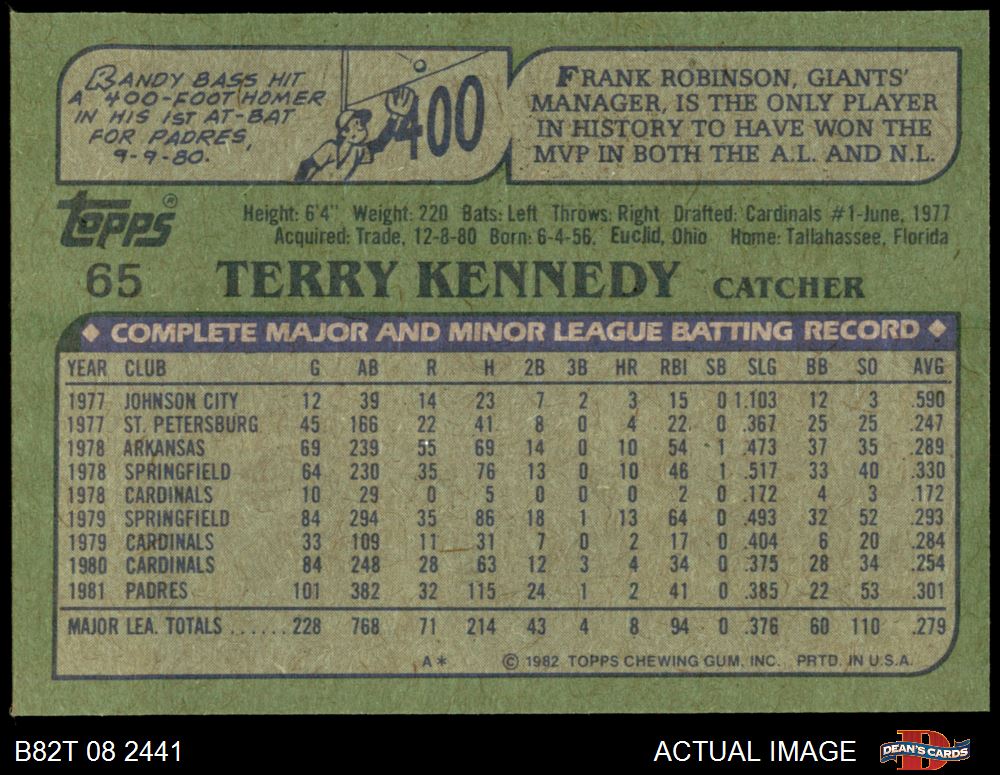 RANDY BASS HIT
A 400-FOOT HOMER
IN HIS 1ST AT-BAT
FOR PADRES,
9-9-80.
400
FRANK ROBINSON, GIANTS'
MANAGER, IS THE ONLY PLAYER
IN HISTORY TO HAVE WON THE
MVP IN BOTH THE A.L. AND N.L.
Topps®
Height: 6'4" Weight: 220 Bats: Left Throws: Right Drafted: Cardinals #1-June, 1977
Acquired: Trade, 12-8-80 Born: 6-4-56, Euclid, Ohio Home: Tallahassee, Florida
65 TERRY KENNEDY CATCHER
◆ COMPLETE MAJOR AND MINOR LEAGUE BATTING RECORD ◆
YEAR CLUB G AB R H 2B 3B HR RBI SB SLG BB SO AVG
1977 JOHNSON CITY 12 39 14 23 7 2 3 15 0 1.103 12 3 .590
1977 ST. PETERSBURG 45 166 22 41 8 0 4 22 0 .367 25 25 .247
1978 ARKANSAS 69 239 55 69 14 0 10 54 1 .473 37 35 .289
1978 SPRINGFIELD 64 230 35 76 13 0 10 46 1 .517 33 40 .330
1978 CARDINALS 10 29 0 5 0 0 0 2 0 .172 4 3 .172
1979 SPRINGFIELD 84 294 35 86 18 1 13 64 0 .493 32 52 .293
1979 CARDINALS 33 109 11 31 7 0 2 17 0 .404 6 20 .284
1980 CARDINALS 84 248 28 63 12 3 4 34 0 .375 28 34 .254
1981 PADRES 101 382 32 115 24 1 2 41 0 .385 22 53 .301
MAJOR LEA. TOTALS ...... 228 768 71 214 43 4 8 94 0 .376 60 110 .279
A* © 1982 TOPPS CHEWING GUM, INC. PRTD. IN U.S.A.
B82T 08 2441 ACTUAL IMAGE D DEAN'S CARDS